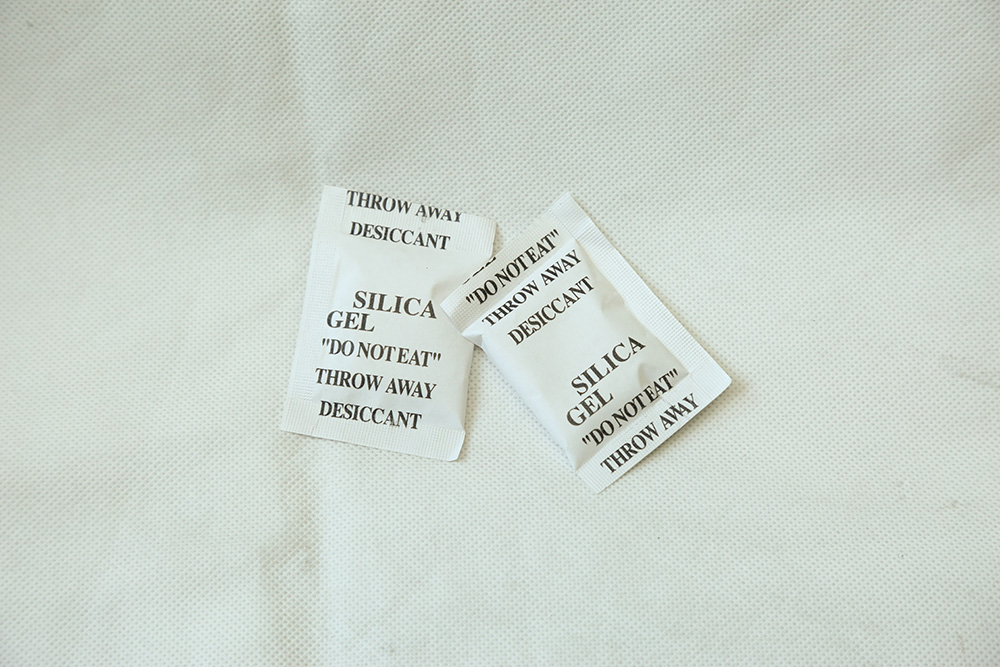 THROW AWAY
DESICCANT
SILICA
GEL
"DO NOT EAT"
THROW AWAY
DESICCANT
GEL
"DO NOT EAT"
THROW AWAY
DESICCANT
SILICA
GEL
"DO NOT EAT"
THROW AWAY